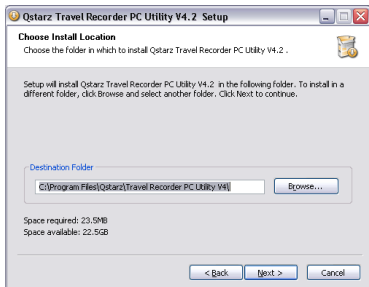 Qstarz Travel Recorder PC Utility V4.2 Setup
Choose Install Location
Choose the folder in which to install Qstarz Travel Recorder PC Utility V4.2 .
Setup will install Qstarz Travel Recorder PC Utility V4.2 in the following folder. To install in a
different folder, click Browse and select another folder. Click Next to continue.
Destination Folder
C:\Program Files\Qstarz\Travel Recorder PC Utility V4\
Browse...
Space required: 23.5MB
Space available: 22.5GB
< Back Next > Cancel